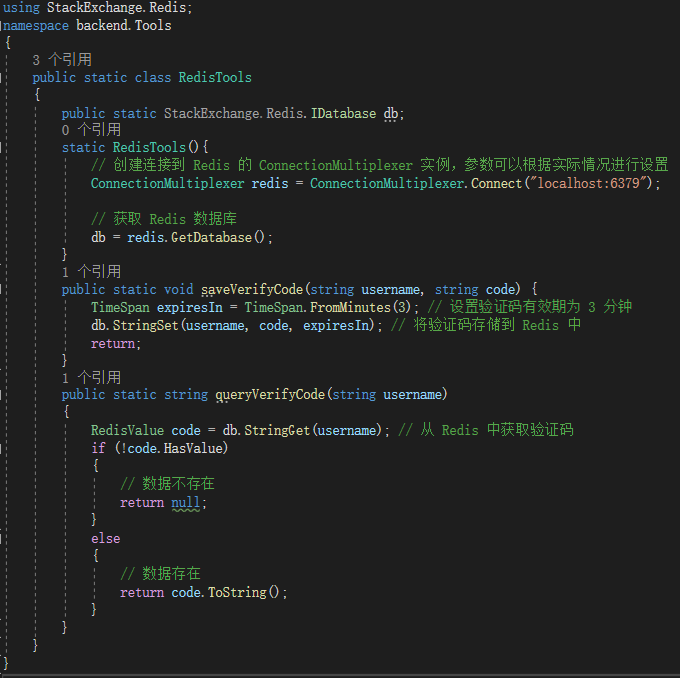 using StackExchange.Redis;
namespace backend.Tools
{
3 个引用
public static class RedisTools
{
public static StackExchange.Redis.IDatabase db;
0 个引用
static RedisTools(){
// 创建连接到 Redis 的 ConnectionMultiplexer 实例，参数可以根据实际情况进行设置
ConnectionMultiplexer redis = ConnectionMultiplexer.Connect("localhost:6379");
// 获取 Redis 数据库
db = redis.GetDatabase();
}
1 个引用
public static void saveVerifyCode(string username, string code) {
TimeSpan expiresIn = TimeSpan.FromMinutes(3); // 设置验证码有效期为 3 分钟
db.StringSet(username, code, expiresIn); // 将验证码存储到 Redis 中
return;
}
1 个引用
public static string queryVerifyCode(string username)
{
RedisValue code = db.StringGet(username); // 从 Redis 中获取验证码
if (!code.HasValue)
{
// 数据不存在
return null;
}
else
{
// 数据存在
return code.ToString();
}
}
}
}